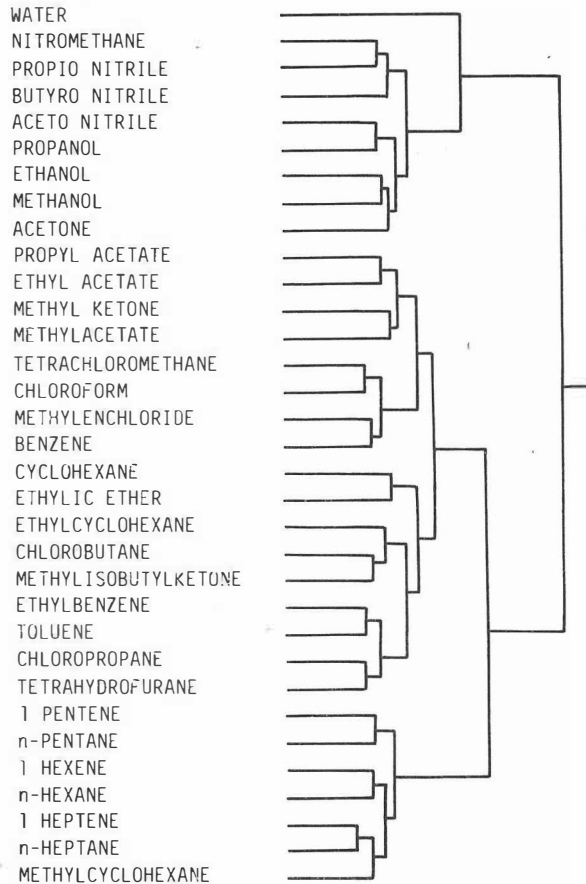 WATER
NITROMETHANE
PROPIO NITRILE
BUTYRO NITRILE
ACETO NITRILE
PROPANOL
ETHANOL
METHANOL
ACETONE
PROPYL ACETATE
ETHYL ACETATE
METHYL KETONE
METHYLACETATE
TETRACHLOROMETHANE
CHLOROFORM
METHYLENCHLORIDE
BENZENE
CYCLOHEXANE
ETHYLIC ETHER
ETHYLCYCLOHEXANE
CHLOROBUTANE
METHYLISOBUTYLKETONE
ETHYLBENZENE
TOLUENE
CHLOROPROPANE
TETRAHYDROFURANE
1 PENTENE
n-PENTANE
1 HEXENE
n-HEXANE
1 HEPTENE
n-HEPTANE
METHYLCYCLOHEXANE